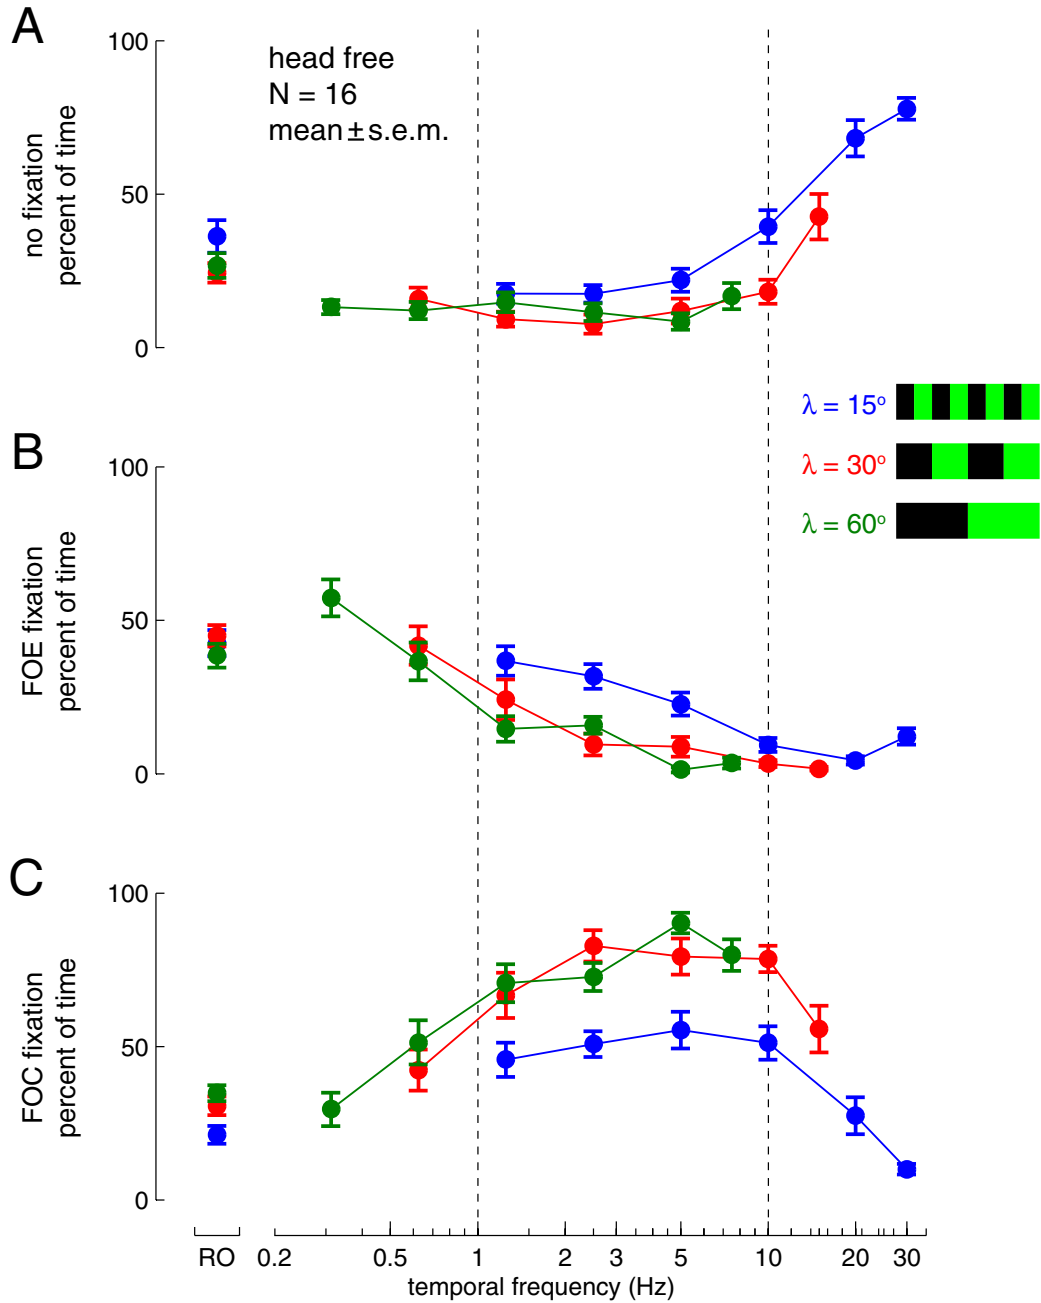 A
100
50
0
no fixation
percent of time
head free
N = 16
mean ± s.e.m.
λ = 15°
λ = 30°
λ = 60°
B
100
50
0
FOE fixation
percent of time
C
100
50
0
FOC fixation
percent of time
RO 0.2 0.5 1 2 3 5 10 20 30
temporal frequency (Hz)